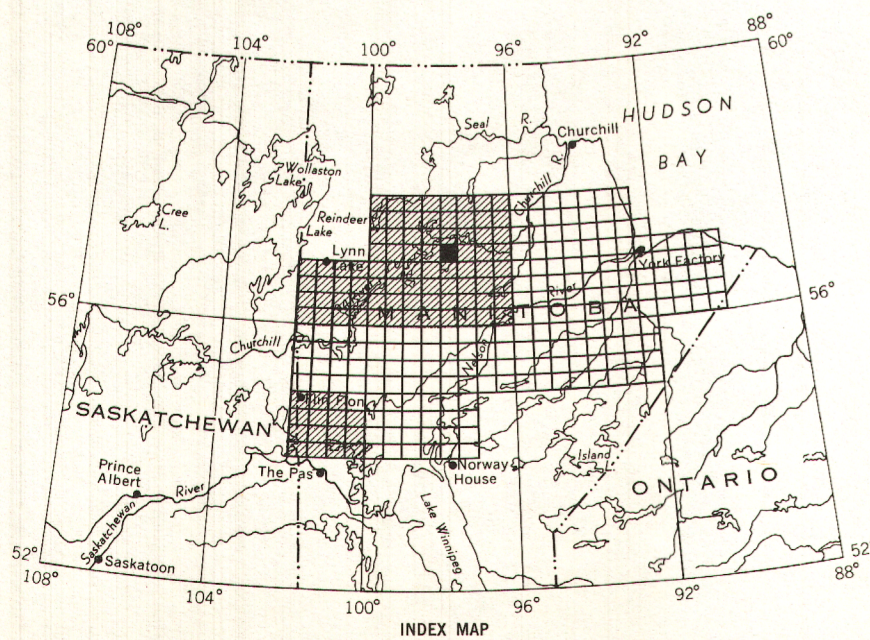 108°
104°
100°
96°
92°
88°
60°
60°
HUDSON
BAY
Seal R.
Churchill
Churchill R.
Wollaston
Lake
Cree
L.
Reindeer
Lake
Lynn
Lake
York Factory
River
MANITOBA
56°
56°
Churchill
Nelson
Flin Flon
SASKATCHEWAN
Prince
Albert
River
Saskatchewan
The Pas
Norway
House
Island
L.
ONTARIO
Lake Winnipeg
Saskatoon
52°
52°
108°
104°
100°
96°
92°
88°
INDEX MAP